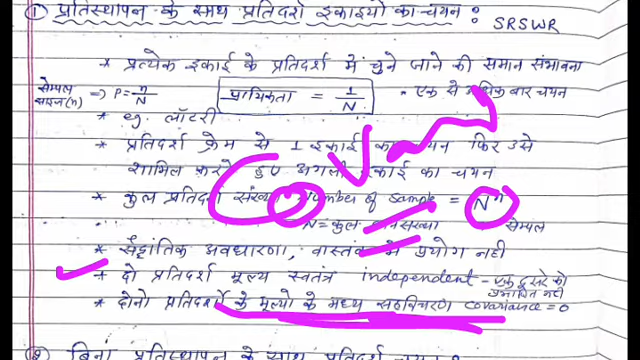 ① प्रतिस्थापन के साथ प्रतिदर्श इकाइयों का चयन : SRSWR
* प्रत्येक इकाई के प्रतिदर्श में चुने जाने की समान संभावना
सेम्पल साइज(n) => P = n/N प्रायिकता = 1/N • एक से बार चयन
* eg. लॉटरी
* प्रतिदर्श फ्रेम से 1 इकाई का चयन फिर उसे
शामिल करते हुए अगली इकाई का चयन
* कुल प्रतिदर्श संख्या Number of sample = Nⁿ
N = कुल सेम्पल
* सैद्धांतिक अवधारणा, वास्तव में प्रयोग नहीं
* दो प्रतिदर्श मूल्य स्वतंत्र independent - एक दूसरे को प्रभावित नहीं
* दोनो प्रतिदर्शों के मूल्यों के मध्य सहविचरण covariance = 0
② बिना प्रतिस्थापन के साथ प्रतिदर्श